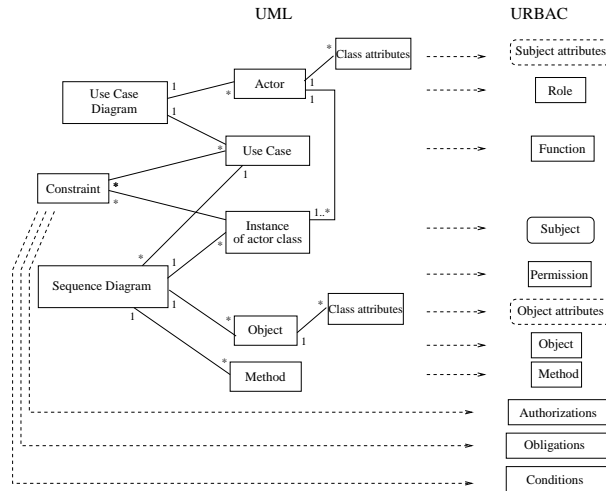 UML
URBAC
*
Class attributes
Subject attributes
1
Actor
1
Role
Use Case
Diagram
1
*
1
1
*
Use Case
Function
1
*
*
Constraint
*
1..*
Instance
of actor class
Subject
*
1
*
Sequence Diagram
Permission
1
1
*
Class attributes
Object attributes
*
Object
1
Object
*
Method
Method
Authorizations
Obligations
Conditions